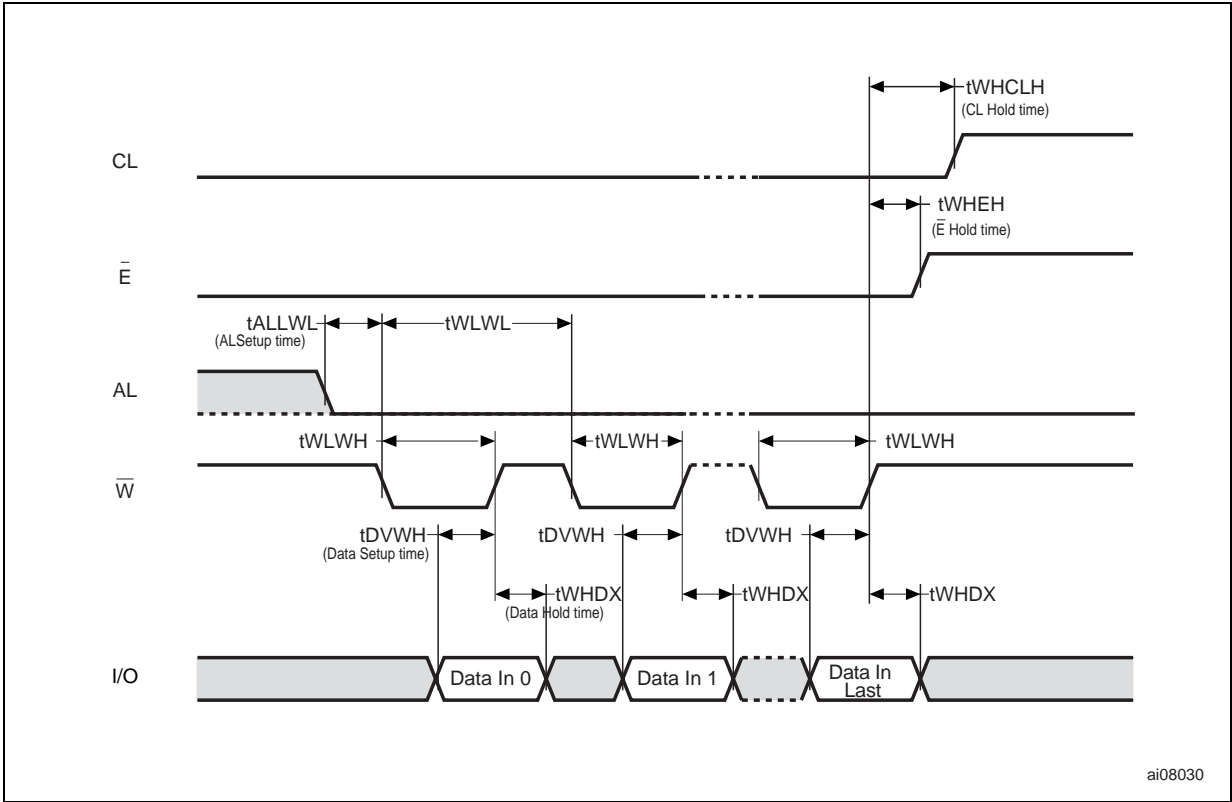 tWHCLH
(CL Hold time)
CL
tWHEH
(E̅ Hold time)
E̅
tALLWL
(ALSetup time)
tWLWL
AL
tWLWH
tWLWH
tWLWH
W̅
tDVWH
(Data Setup time)
tDVWH
tDVWH
tWHDX
(Data Hold time)
tWHDX
tWHDX
I/O
Data In 0
Data In 1
Data In
Last
ai08030